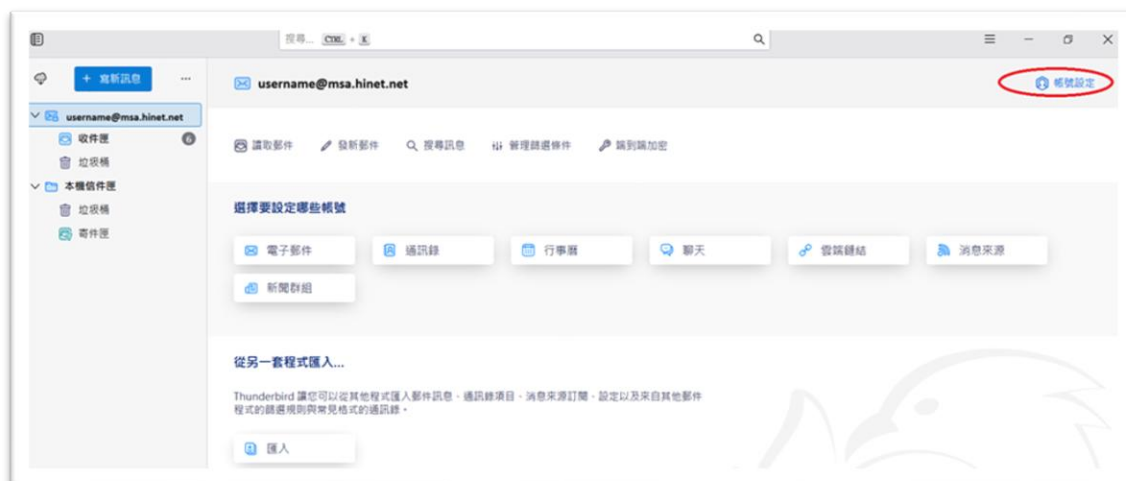 搜尋... CTRL + K
+ 寫新訊息 ...
username@msa.hinet.net
帳號設定
username@msa.hinet.net
收件匣 6
垃圾桶
本機信件匣
垃圾桶
寄件匣
讀取郵件 發新郵件 搜尋訊息 管理篩選條件 端到端加密
選擇要設定哪些帳號
電子郵件 通訊錄 行事曆 聊天 雲端鏈結 消息來源
新聞群組
從另一套程式匯入...
Thunderbird 讓您可以從其他程式匯入郵件訊息、通訊錄項目、消息來源訂閱、設定以及來自其他郵件
程式的篩選規則與常見格式的通訊錄。
匯入